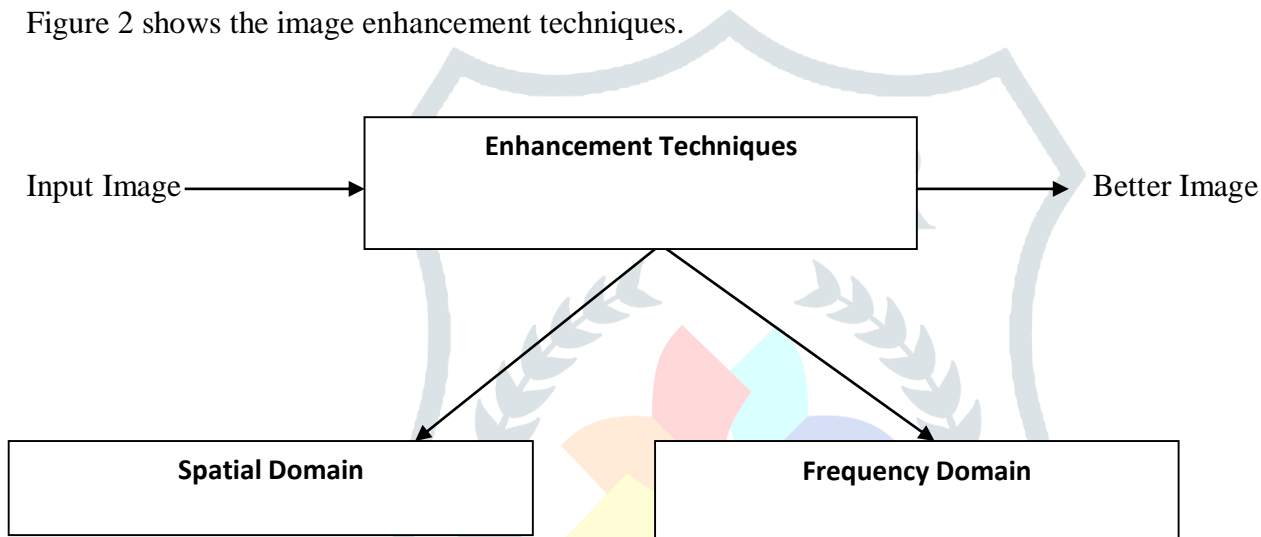 Figure 2 shows the image enhancement techniques.
Enhancement Techniques
Input Image
Better Image
Spatial Domain
Frequency Domain